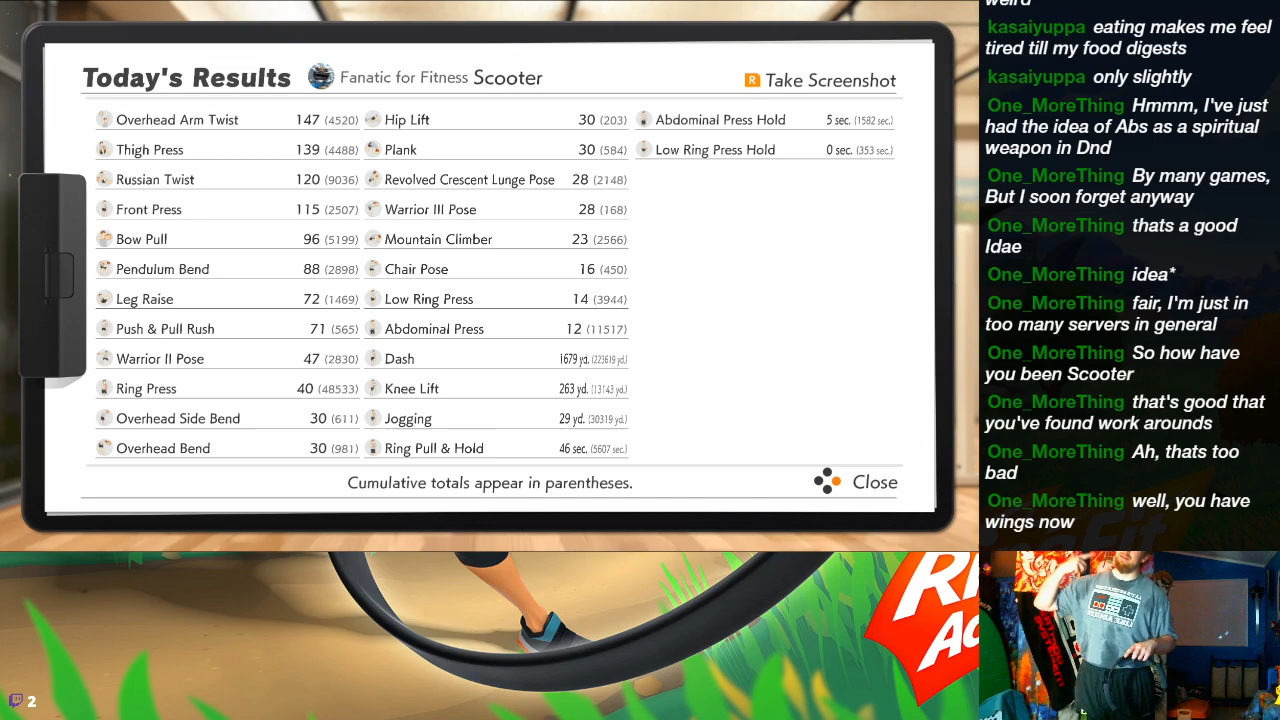 Today's Results Fanatic for Fitness Scooter R Take Screenshot
Overhead Arm Twist 147 (4520)
Thigh Press 139 (4488)
Russian Twist 120 (9036)
Front Press 115 (2507)
Bow Pull 96 (5199)
Pendulum Bend 88 (2898)
Leg Raise 72 (1469)
Push & Pull Rush 71 (565)
Warrior II Pose 47 (2830)
Ring Press 40 (48533)
Overhead Side Bend 30 (611)
Overhead Bend 30 (981)
Hip Lift 30 (203)
Plank 30 (584)
Revolved Crescent Lunge Pose 28 (2148)
Warrior III Pose 28 (168)
Mountain Climber 23 (2566)
Chair Pose 16 (450)
Low Ring Press 14 (3944)
Abdominal Press 12 (11517)
Dash 1679 yd. (223619 yd.)
Knee Lift 263 yd. (13143 yd.)
Jogging 29 yd. (30319 yd.)
Ring Pull & Hold 46 sec. (5607 sec.)
Abdominal Press Hold 5 sec. (1582 sec.)
Low Ring Press Hold 0 sec. (353 sec.)
Cumulative totals appear in parentheses.
Close
weird
kasaiyuppa eating makes me feel
tired till my food digests
kasaiyuppa only slightly
One_MoreThing Hmmm, I've just
had the idea of Abs as a spiritual
weapon in Dnd
One_MoreThing By many games,
But I soon forget anyway
One_MoreThing thats a good
Idae
One_MoreThing idea*
One_MoreThing fair, I'm just in
too many servers in general
One_MoreThing So how have
you been Scooter
One_MoreThing that's good that
you've found work arounds
One_MoreThing Ah, thats too
bad
One_MoreThing well, you have
wings now
2